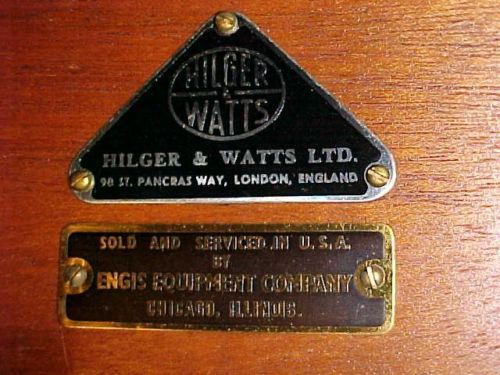 HILGER
&
WATTS
HILGER & WATTS LTD.
98 ST. PANCRAS WAY, LONDON, ENGLAND
SOLD AND SERVICED IN U.S.A.
BY
ENGIS EQUIPMENT COMPANY
CHICAGO, ILLINOIS.